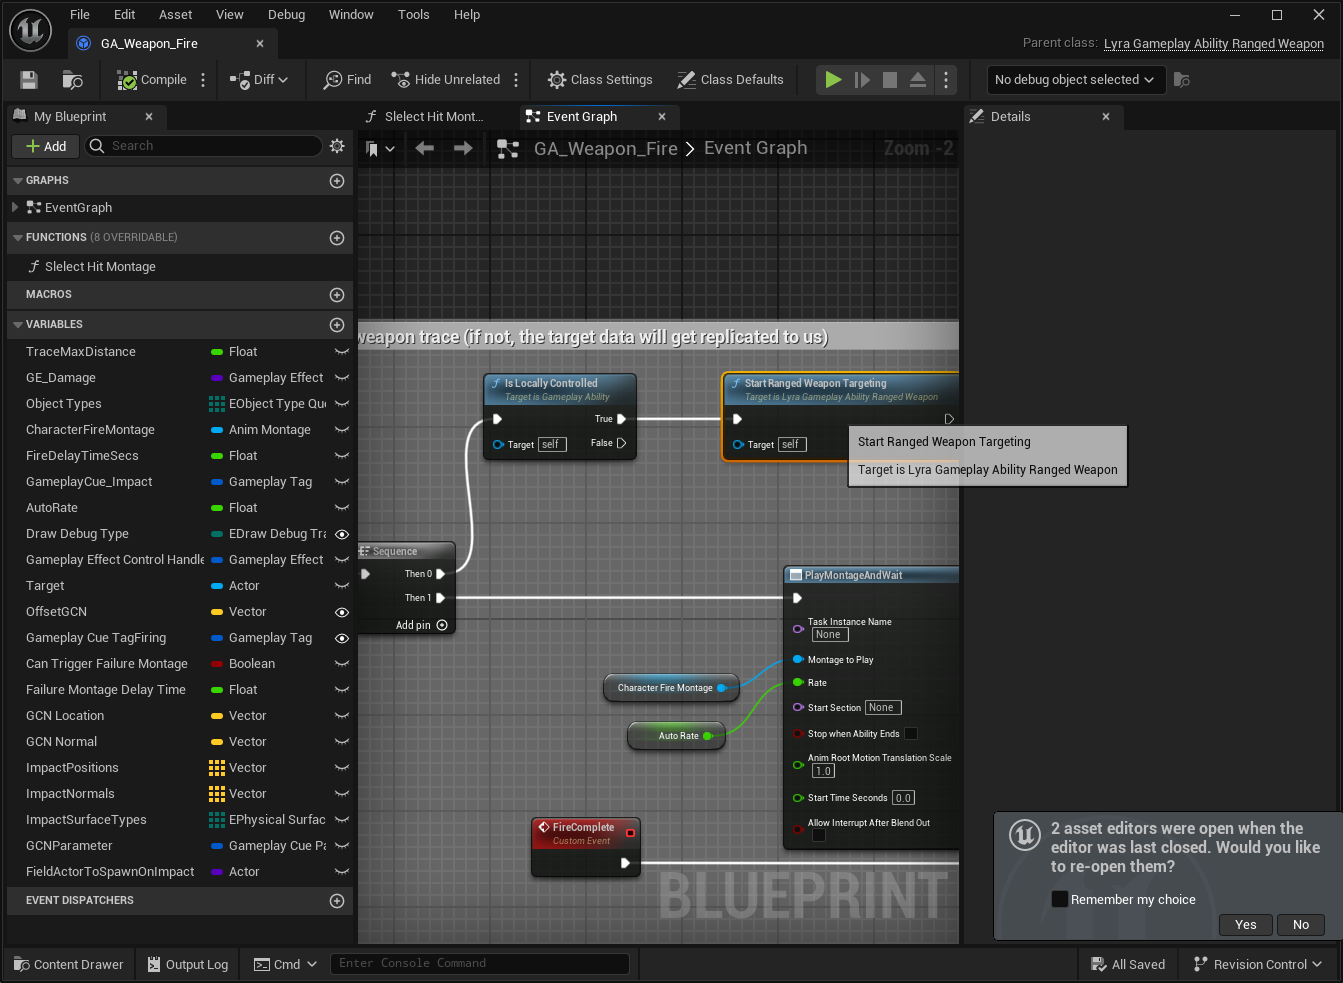 File Edit Asset View Debug Window Tools Help
GA_Weapon_Fire
Parent class: Lyra Gameplay Ability Ranged Weapon
Compile Diff Find Hide Unrelated Class Settings Class Defaults No debug object selected
My Blueprint
Slelect Hit Mont...
Event Graph
Details
Add
Search
GA_Weapon_Fire > Event Graph
Zoom -2
GRAPHS
EventGraph
FUNCTIONS (8 OVERRIDABLE)
Slelect Hit Montage
MACROS
VARIABLES
TraceMaxDistance Float
GE_Damage Gameplay Effect
Object Types EObject Type Que
CharacterFireMontage Anim Montage
FireDelayTimeSecs Float
GameplayCue_Impact Gameplay Tag
AutoRate Float
Draw Debug Type EDraw Debug Tra
Gameplay Effect Control Handle Gameplay Effect
Target Actor
OffsetGCN Vector
Gameplay Cue TagFiring Gameplay Tag
Can Trigger Failure Montage Boolean
Failure Montage Delay Time Float
GCN Location Vector
GCN Normal Vector
ImpactPositions Vector
ImpactNormals Vector
ImpactSurfaceTypes EPhysical Surfac
GCNParameter Gameplay Cue Pa
FieldActorToSpawnOnImpact Actor
EVENT DISPATCHERS
weapon trace (if not, the target data will get replicated to us)
Is Locally Controlled
Target is Gameplay Ability
True
Target self False
Start Ranged Weapon Targeting
Target is Lyra Gameplay Ability Ranged Weapon
Target self
Start Ranged Weapon Targeting
Target is Lyra Gameplay Ability Ranged Weapon
Sequence
Then 0
Then 1
Add pin
PlayMontageAndWait
Task Instance Name
None
Montage to Play
Rate
Start Section None
Stop when Ability Ends
Anim Root Motion Translation Scale
1.0
Start Time Seconds 0.0
Allow Interrupt After Blend Out
Character Fire Montage
Auto Rate
FireComplete
Custom Event
BLUEPRINT
2 asset editors were open when the
editor was last closed. Would you like
to re-open them?
Remember my choice
Yes No
Content Drawer Output Log Cmd Enter Console Command All Saved Revision Control